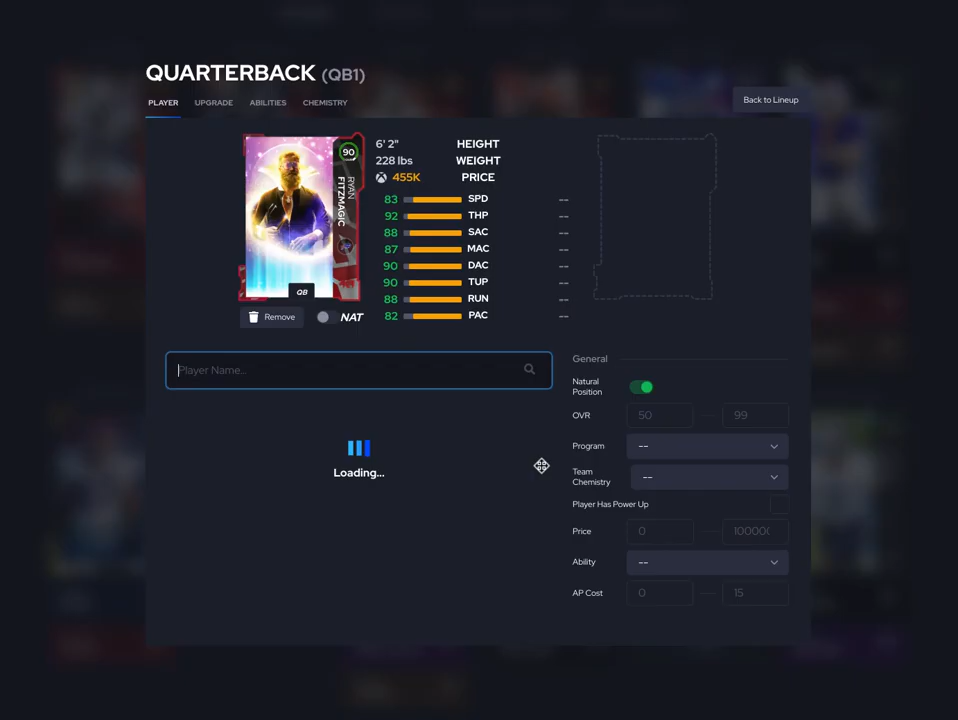 QUARTERBACK (QB1)
PLAYER UPGRADE ABILITIES CHEMISTRY
Back to Lineup
90
RYAN
FITZMAGIC
AP
QB
6' 2" HEIGHT
228 lbs WEIGHT
455K PRICE
83 SPD --
92 THP --
88 SAC --
87 MAC --
90 DAC --
90 TUP --
88 RUN --
82 PAC --
Remove NAT
Player Name...
Loading...
General
Natural
Position
OVR 50 99
Program --
Team
Chemistry --
Player Has Power Up
Price 0 100000
Ability --
AP Cost 0 15